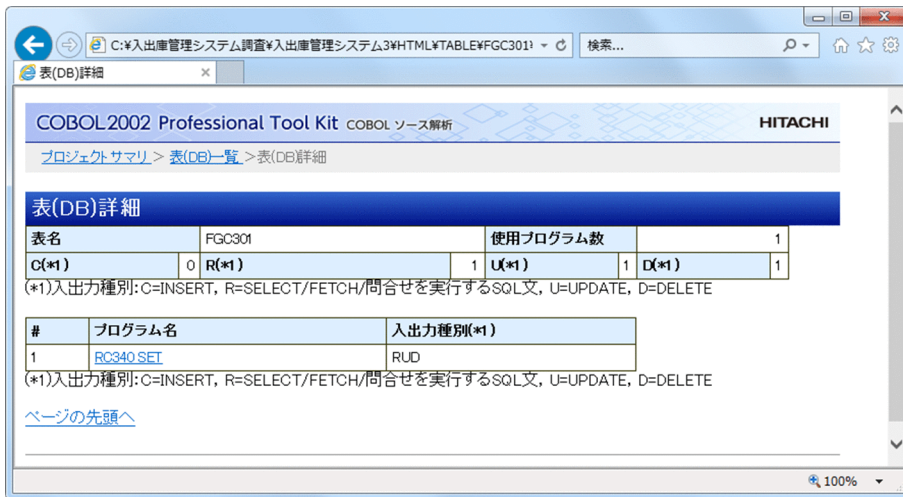 C:¥入出庫管理システム調査¥入出庫管理システム3¥HTML¥TABLE¥FGC301¥
検索...
表(DB)詳細
COBOL2002 Professional Tool Kit COBOL ソース解析
HITACHI
プロジェクトサマリ > 表(DB)一覧 >表(DB)詳細
表(DB)詳細
表名 FGC301 使用プログラム数 1
C(*1) 0 R(*1) 1 U(*1) 1 D(*1) 1
(*1)入出力種別:C=INSERT, R=SELECT/FETCH/問合せを実行するSQL文, U=UPDATE, D=DELETE
# プログラム名 入出力種別(*1)
1 RC340SET RUD
(*1)入出力種別:C=INSERT, R=SELECT/FETCH/問合せを実行するSQL文, U=UPDATE, D=DELETE
ページの先頭へ
100%